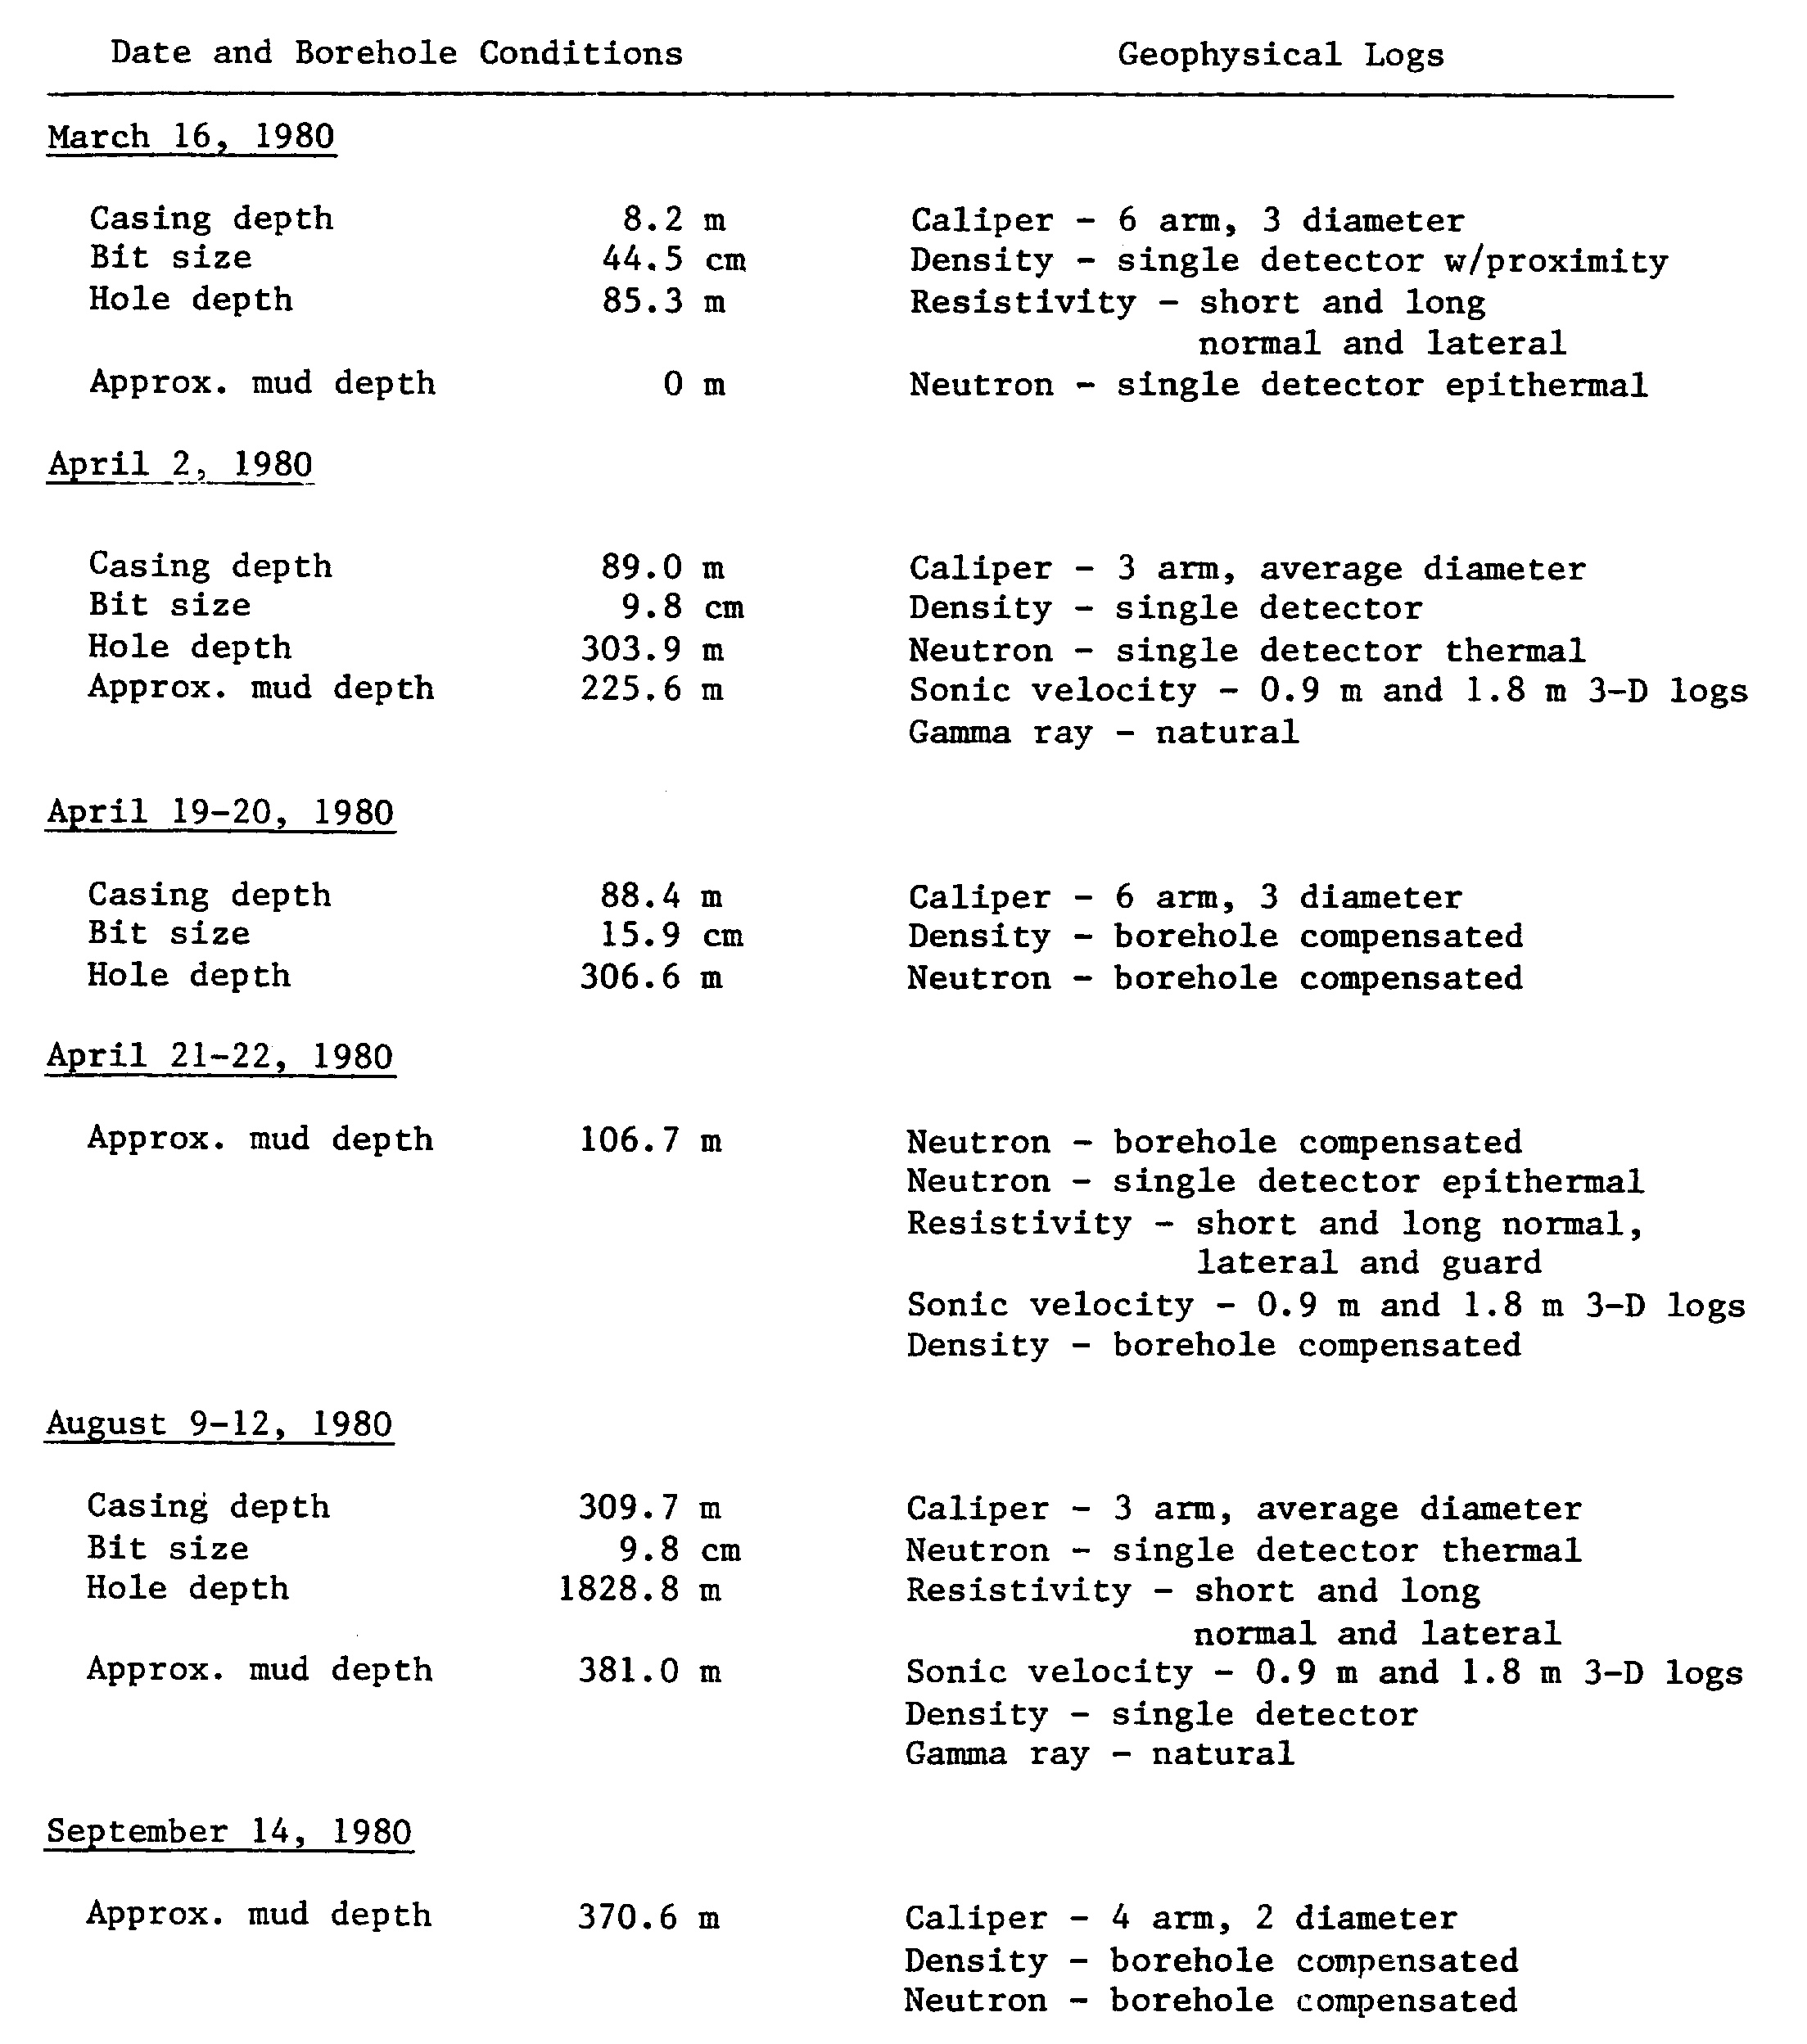 Date and Borehole Conditions Geophysical Logs
March 16, 1980
Casing depth 8.2 m Caliper - 6 arm, 3 diameter
Bit size 44.5 cm Density - single detector w/proximity
Hole depth 85.3 m Resistivity - short and long
normal and lateral
Approx. mud depth 0 m Neutron - single detector epithermal
April 2, 1980
Casing depth 89.0 m Caliper - 3 arm, average diameter
Bit size 9.8 cm Density - single detector
Hole depth 303.9 m Neutron - single detector thermal
Approx. mud depth 225.6 m Sonic velocity - 0.9 m and 1.8 m 3-D logs
Gamma ray - natural
April 19-20, 1980
Casing depth 88.4 m Caliper - 6 arm, 3 diameter
Bit size 15.9 cm Density - borehole compensated
Hole depth 306.6 m Neutron - borehole compensated
April 21-22, 1980
Approx. mud depth 106.7 m Neutron - borehole compensated
Neutron - single detector epithermal
Resistivity - short and long normal,
lateral and guard
Sonic velocity - 0.9 m and 1.8 m 3-D logs
Density - borehole compensated
August 9-12, 1980
Casing depth 309.7 m Caliper - 3 arm, average diameter
Bit size 9.8 cm Neutron - single detector thermal
Hole depth 1828.8 m Resistivity - short and long
normal and lateral
Approx. mud depth 381.0 m Sonic velocity - 0.9 m and 1.8 m 3-D logs
Density - single detector
Gamma ray - natural
September 14, 1980
Approx. mud depth 370.6 m Caliper - 4 arm, 2 diameter
Density - borehole compensated
Neutron - borehole compensated